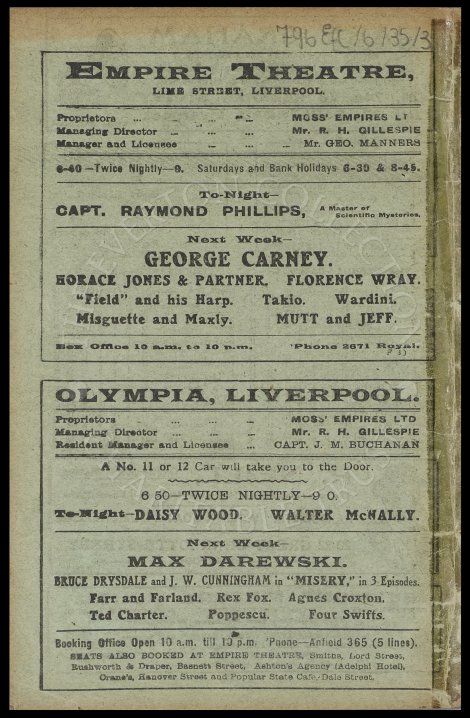 796 EC/6/35/3
EMPIRE THEATRE,
LIME STREET, LIVERPOOL.
Proprietors ... ... ... ... MOSS' EMPIRES LT
Managing Director ... ... ... Mr. R. H. GILLESPIE
Manager and Licensee ... ... ... Mr. GEO. MANNERS
6-40—Twice Nightly—9. Saturdays and Bank Holidays 6-30 & 8-45.
To-Night—
CAPT. RAYMOND PHILLIPS, A Master of
Scientific Mysteries.
Next Week—
GEORGE CARNEY.
HORACE JONES & PARTNER. FLORENCE WRAY.
"Field" and his Harp. Takio. Wardini.
Misguette and Maxly. MUTT and JEFF.
Box Office 10 a.m. to 10 p.m. 'Phone 2671 Royal.
OLYMPIA, LIVERPOOL.
Proprietors ... ... ... MOSS' EMPIRES LTD
Managing Director ... ... ... Mr. R. H. GILLESPIE
Resident Manager and Licensee ... CAPT. J. M. BUCHANAN
A No. 11 or 12 Car will take you to the Door.
6 50—TWICE NIGHTLY—9 0.
To-Night—DAISY WOOD. WALTER McNALLY.
Next Week—
MAX DAREWSKI.
BRUCE DRYSDALE and J. W. CUNNINGHAM in "MISERY," in 3 Episodes.
Farr and Farland. Rex Fox. Agnes Croxton.
Ted Charter. Poppescu. Four Swifts.
Booking Office Open 10 a.m. till 10 p.m. 'Phone—Anfield 365 (5 lines).
SEATS ALSO BOOKED AT EMPIRE THEATRE, Smiths, Lord Street,
Rushworth & Draper, Basnett Street, Ashton's Agency (Adelphi Hotel),
Crane's, Hanover Street and Popular State Cafe, Dale Street.